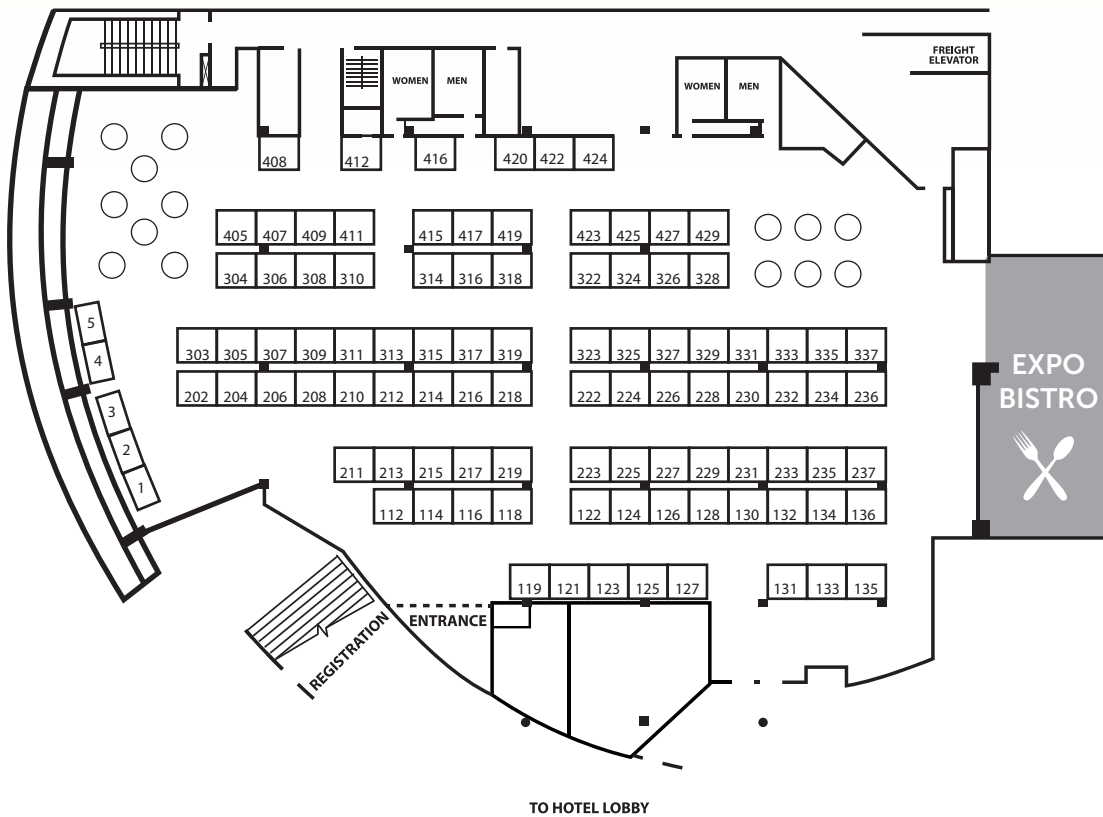 FREIGHT
ELEVATOR
WOMEN MEN
WOMEN MEN
408 412 416 420 422 424
405 407 409 411 415 417 419 423 425 427 429
304 306 308 310 314 316 318 322 324 326 328
5
4
3
2
1
303 305 307 309 311 313 315 317 319 323 325 327 329 331 333 335 337
202 204 206 208 210 212 214 216 218 222 224 226 228 230 232 234 236
EXPO
BISTRO
211 213 215 217 219 223 225 227 229 231 233 235 237
112 114 116 118 122 124 126 128 130 132 134 136
119 121 123 125 127 131 133 135
ENTRANCE
REGISTRATION
TO HOTEL LOBBY